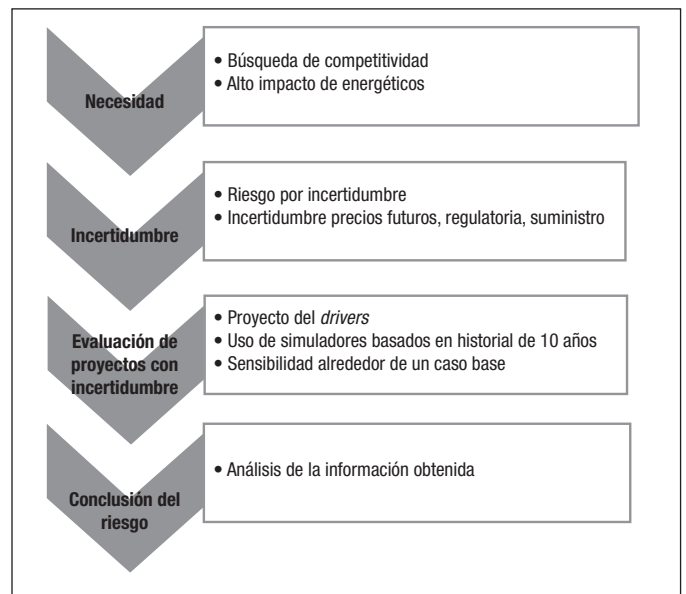 Necesidad
• Búsqueda de competitividad
• Alto impacto de energéticos
Incertidumbre
• Riesgo por incertidumbre
• Incertidumbre precios futuros, regulatoria, suministro
Evaluación de
proyectos con
incertidumbre
• Proyecto del drivers
• Uso de simuladores basados en historial de 10 años
• Sensibilidad alrededor de un caso base
Conclusión del
riesgo
• Análisis de la información obtenida